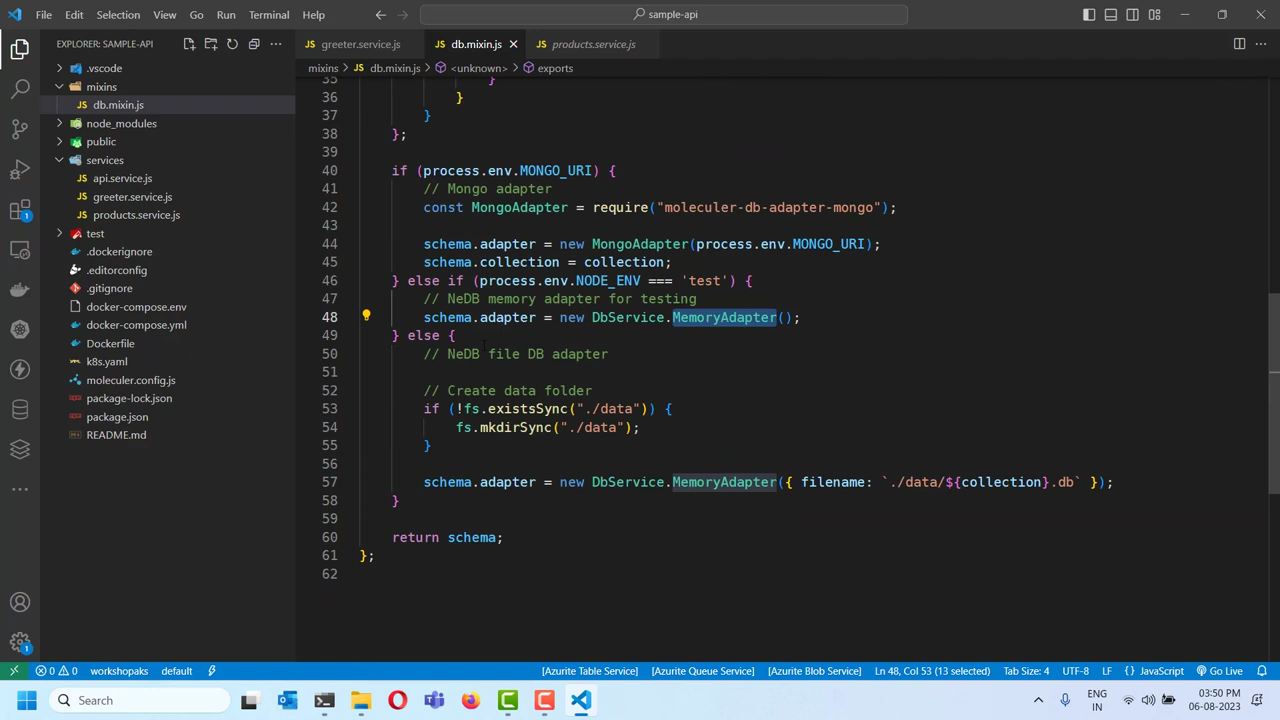 File Edit Selection View Go Run Terminal Help
sample-api
EXPLORER: SAMPLE-API
greeter.service.js
db.mixin.js
products.service.js
mixins > db.mixin.js > <unknown> > exports
.vscode
mixins
db.mixin.js
node_modules
public
services
api.service.js
greeter.service.js
products.service.js
test
.dockerignore
.editorconfig
.gitignore
docker-compose.env
docker-compose.yml
Dockerfile
k8s.yaml
moleculer.config.js
package-lock.json
package.json
README.md
35 }
36 }
37 }
38 };
39
40 if (process.env.MONGO_URI) {
41 // Mongo adapter
42 const MongoAdapter = require("moleculer-db-adapter-mongo");
43
44 schema.adapter = new MongoAdapter(process.env.MONGO_URI);
45 schema.collection = collection;
46 } else if (process.env.NODE_ENV === 'test') {
47 // NeDB memory adapter for testing
48 schema.adapter = new DbService.MemoryAdapter();
49 } else {
50 // NeDB file DB adapter
51
52 // Create data folder
53 if (!fs.existsSync("./data")) {
54 fs.mkdirSync("./data");
55 }
56
57 schema.adapter = new DbService.MemoryAdapter({ filename: `./data/${collection}.db` });
58 }
59
60 return schema;
61 };
62
1
1
0 0 workshopaks default
[Azurite Table Service] [Azurite Queue Service] [Azurite Blob Service] Ln 48, Col 53 (13 selected) Tab Size: 4 UTF-8 LF {} JavaScript Go Live
Search
ENG
IN
03:50 PM
06-08-2023